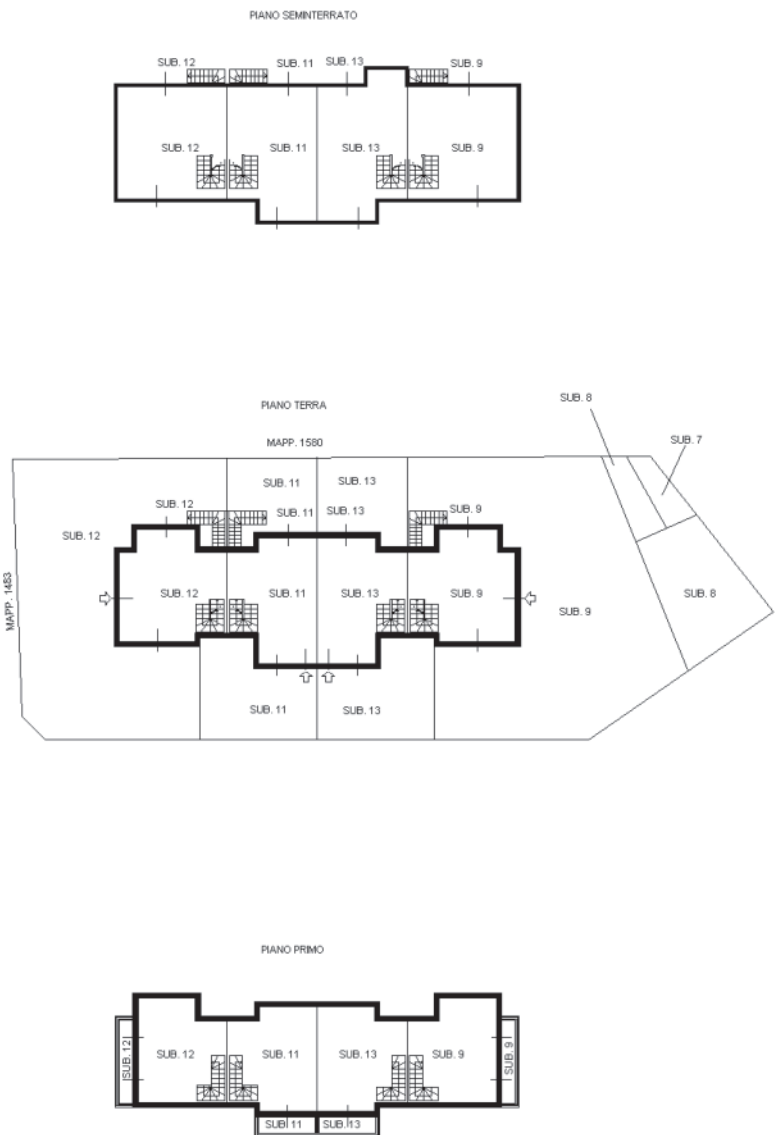 PIANO SEMINTERRATO
SUB. 12 SUB. 11 SUB. 13 SUB. 9
SUB. 12 SUB. 11 SUB. 13 SUB. 9
PIANO TERRA
SUB. 8
MAPP. 1580
SUB. 7
SUB. 11 SUB. 13
SUB. 12 SUB. 11 SUB. 13 SUB. 9
SUB. 12
MAPP. 1483
SUB. 12 SUB. 11 SUB. 13 SUB. 9
SUB. 8
SUB. 9
SUB. 11 SUB. 13
PIANO PRIMO
SUB. 12 SUB. 12 SUB. 11 SUB. 13 SUB. 9 SUB. 9
SUB. 11 SUB. 13